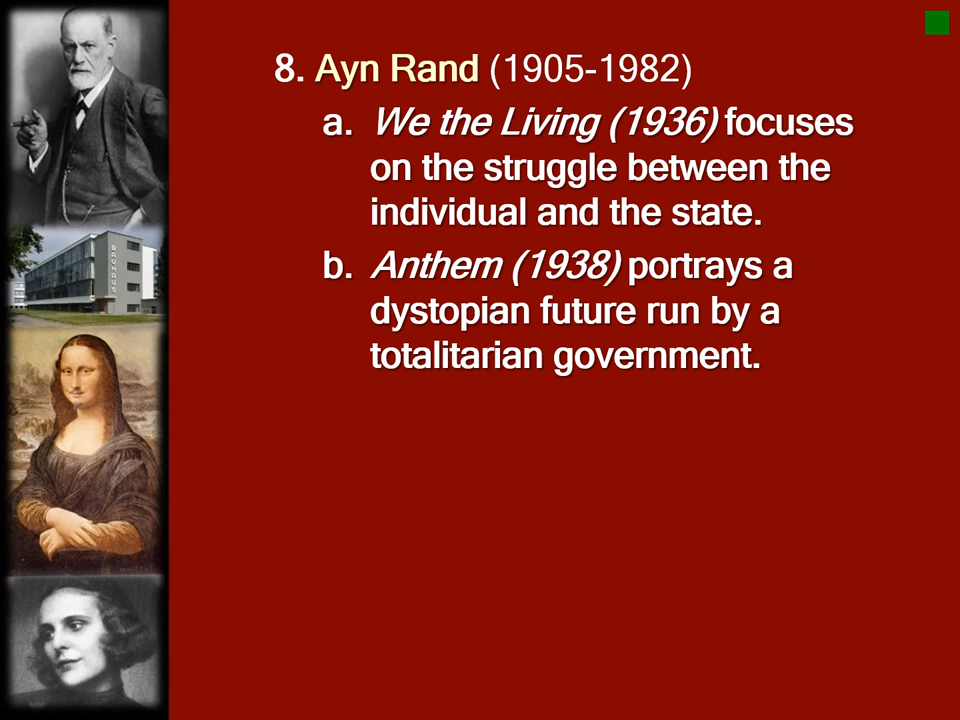 8. Ayn Rand (1905-1982)
a. We the Living (1936) focuses
on the struggle between the
individual and the state.
b. Anthem (1938) portrays a
dystopian future run by a
totalitarian government.
BAUHAUS